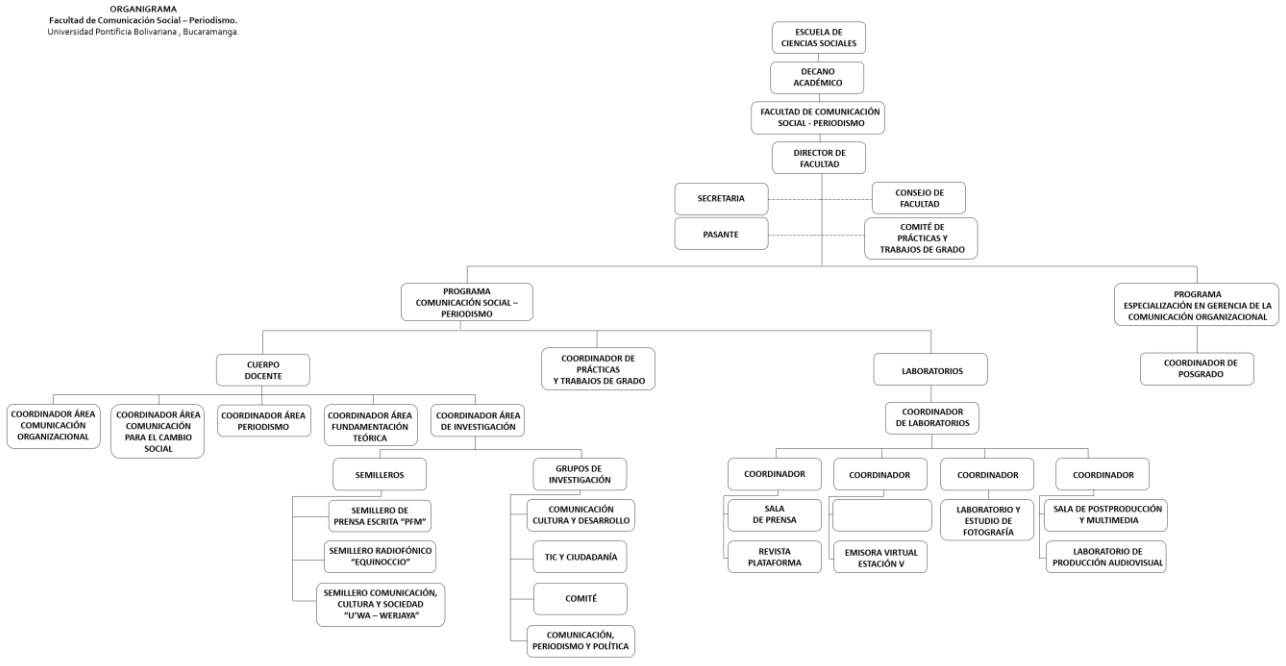 ORGANIGRAMA
Facultad de Comunicación Social – Periodismo.
Universidad Pontificia Bolivariana , Bucaramanga.
ESCUELA DE
CIENCIAS SOCIALES
DECANO
ACADÉMICO
FACULTAD DE COMUNICACIÓN
SOCIAL - PERIODISMO
DIRECTOR DE
FACULTAD
SECRETARIA
CONSEJO DE
FACULTAD
PASANTE
COMITÉ DE
PRÁCTICAS Y
TRABAJOS DE GRADO
PROGRAMA
COMUNICACIÓN SOCIAL –
PERIODISMO
PROGRAMA
ESPECIALIZACIÓN EN GERENCIA DE LA
COMUNICACIÓN ORGANIZACIONAL
CUERPO
DOCENTE
COORDINADOR DE
PRÁCTICAS
Y TRABAJOS DE GRADO
LABORATORIOS
COORDINADOR DE
POSGRADO
COORDINADOR ÁREA
COMUNICACIÓN
ORGANIZACIONAL
COORDINADOR ÁREA
COMUNICACIÓN
PARA EL CAMBIO
SOCIAL
COORDINADOR ÁREA
PERIODISMO
COORDINADOR ÁREA
FUNDAMENTACIÓN
TEÓRICA
COORDINADOR ÁREA
DE INVESTIGACIÓN
COORDINADOR
DE LABORATORIOS
SEMILLEROS
GRUPOS DE
INVESTIGACIÓN
COORDINADOR
COORDINADOR
COORDINADOR
COORDINADOR
SEMILLERO DE
PRENSA ESCRITA “PFM”
COMUNICACIÓN
CULTURA Y DESARROLLO
SALA
DE PRENSA
LABORATORIO Y
ESTUDIO DE
FOTOGRAFÍA
SALA DE POSTPRODUCCIÓN
Y MULTIMEDIA
SEMILLERO RADIOFÓNICO
“EQUINOCCIO”
TIC Y CIUDADANÍA
REVISTA
PLATAFORMA
EMISORA VIRTUAL
ESTACIÓN V
LABORATORIO DE
PRODUCCIÓN AUDIOVISUAL
SEMILLERO COMUNICACIÓN,
CULTURA Y SOCIEDAD
“U’WA – WERJAYA”
COMITÉ
COMUNICACIÓN,
PERIODISMO Y POLÍTICA